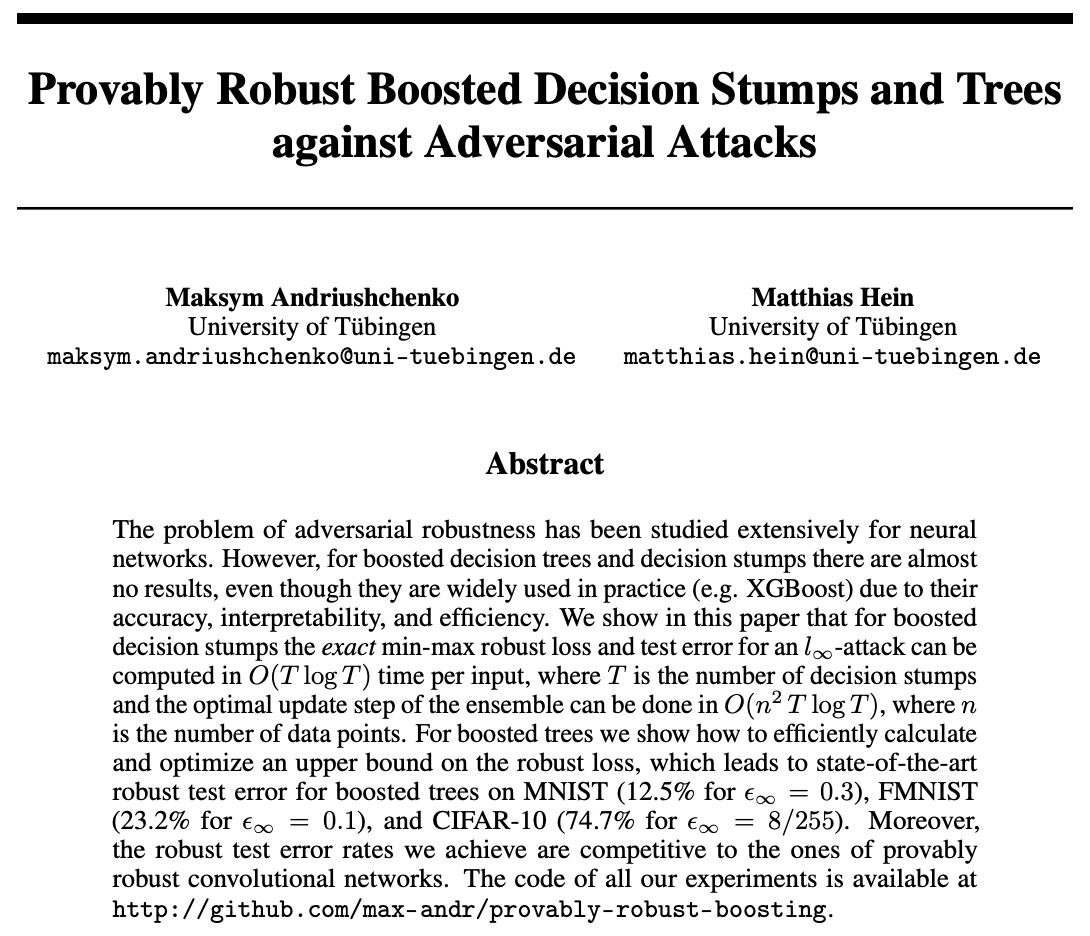 Provably Robust Boosted Decision Stumps and Trees
against Adversarial Attacks
Maksym Andriushchenko
University of Tübingen
maksym.andriushchenko@uni-tuebingen.de
Matthias Hein
University of Tübingen
matthias.hein@uni-tuebingen.de
Abstract
The problem of adversarial robustness has been studied extensively for neural
networks. However, for boosted decision trees and decision stumps there are almost
no results, even though they are widely used in practice (e.g. XGBoost) due to their
accuracy, interpretability, and efficiency. We show in this paper that for boosted
decision stumps the exact min-max robust loss and test error for an l∞-attack can be
computed in O(T log T) time per input, where T is the number of decision stumps
and the optimal update step of the ensemble can be done in O(n² T log T), where n
is the number of data points. For boosted trees we show how to efficiently calculate
and optimize an upper bound on the robust loss, which leads to state-of-the-art
robust test error for boosted trees on MNIST (12.5% for ϵ∞ = 0.3), FMNIST
(23.2% for ϵ∞ = 0.1), and CIFAR-10 (74.7% for ϵ∞ = 8/255). Moreover,
the robust test error rates we achieve are competitive to the ones of provably
robust convolutional networks. The code of all our experiments is available at
http://github.com/max-andr/provably-robust-boosting.